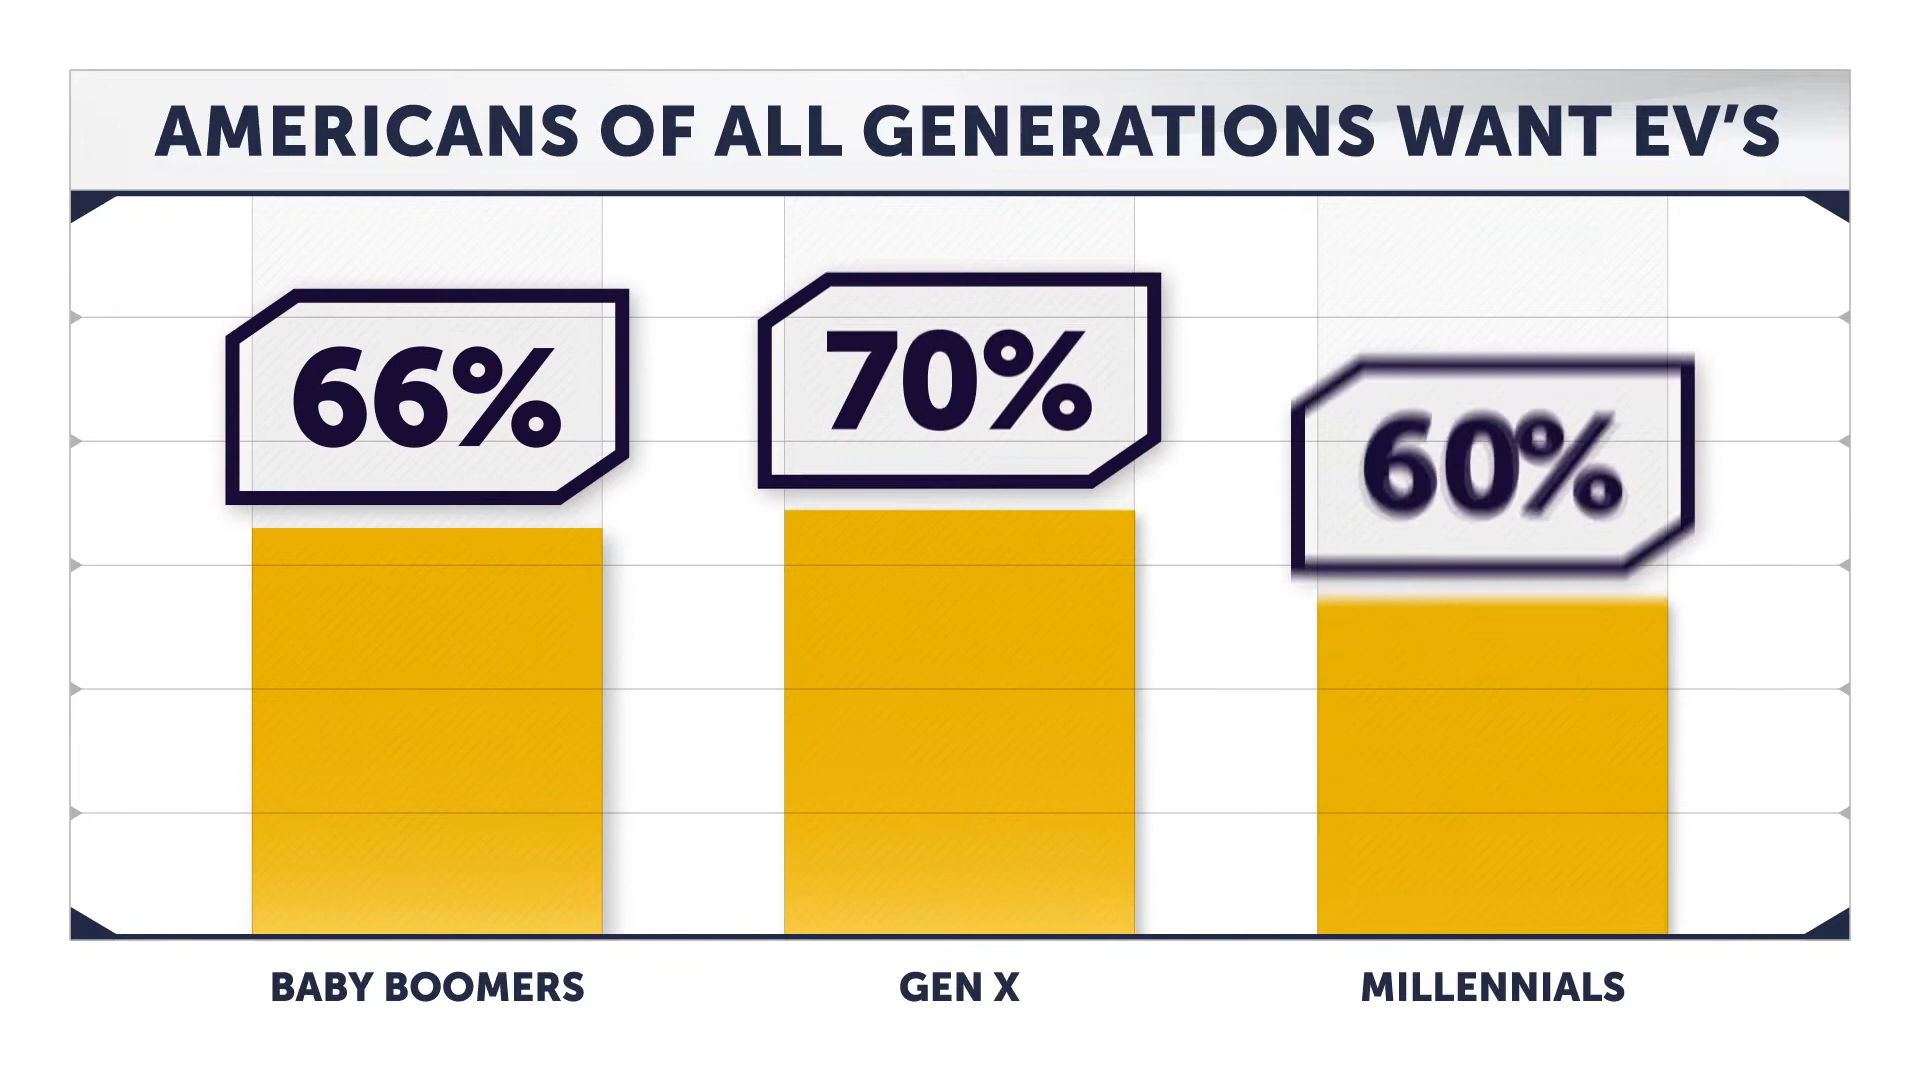 AMERICANS OF ALL GENERATIONS WANT EV’S
66%
70%
60%
BABY BOOMERS
GEN X
MILLENNIALS